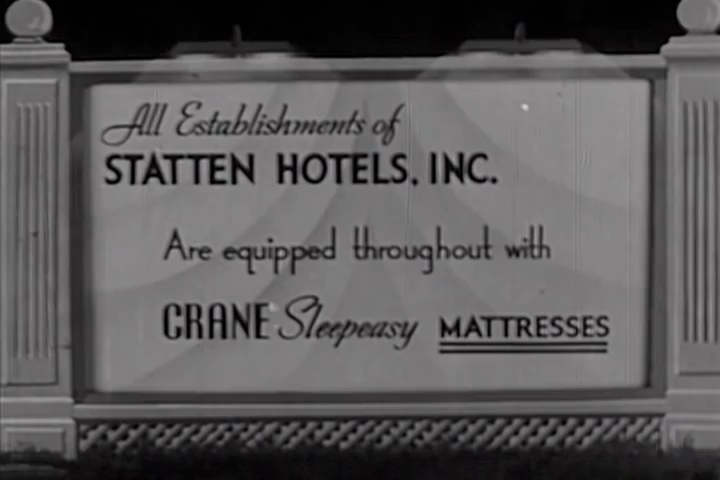 All Establishments of
STATTEN HOTELS, INC.
Are equipped throughout with
CRANE Sleepeasy MATTRESSES